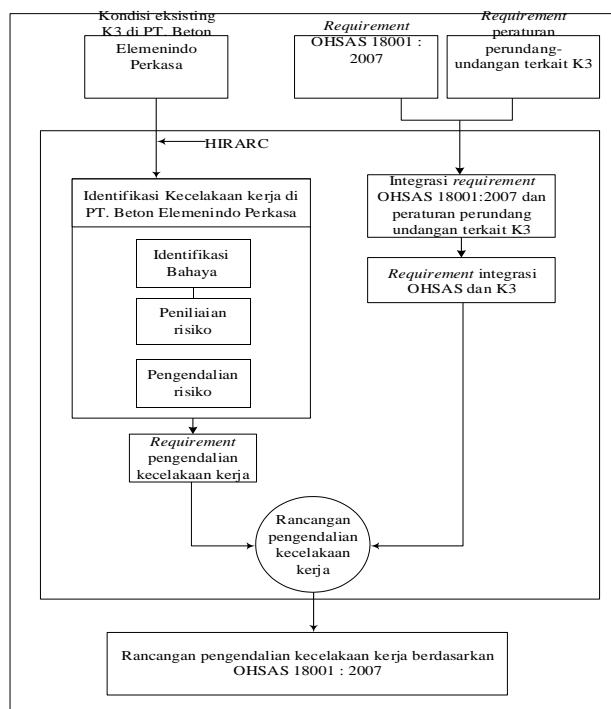 Kondisi eksisting
K3 di PT. Beton
Elemenindo
Perkasa
Requirement
OHSAS 18001 :
2007
Requirement
peraturan
perundang-
undangan terkait K3
HIRARC
Identifikasi Kecelakaan kerja di
PT. Beton Elemenindo Perkasa
Identifikasi
Bahaya
Peniliaian
risiko
Pengendalian
risiko
Requirement
pengendalian
kecelakaan kerja
Integrasi requirement
OHSAS 18001:2007 dan
peraturan perundang
undangan terkait K3
Requirement integrasi
OHSAS dan K3
Rancangan
pengendalian
kecelakaan
kerja
Rancangan pengendalian kecelakaan kerja berdasarkan
OHSAS 18001 : 2007